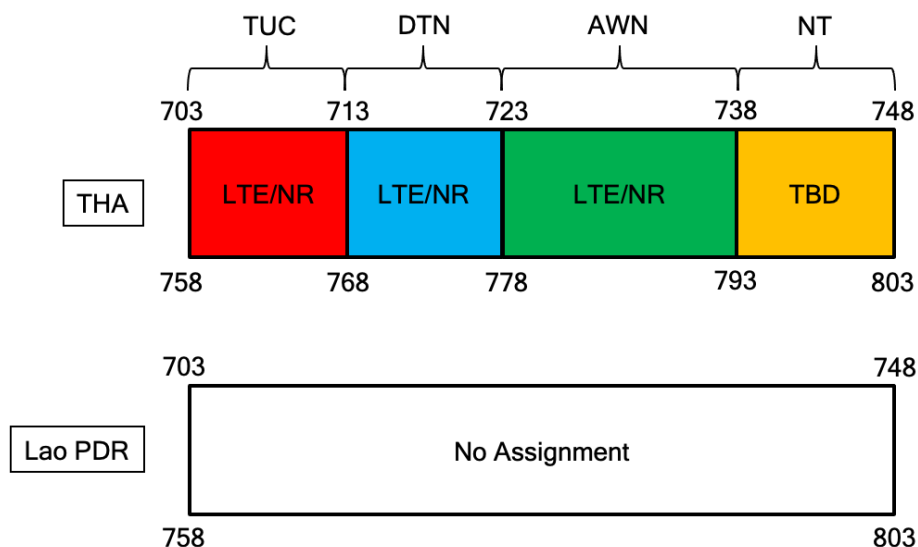 TUC DTN AWN NT
703 713 723 738 748
THA LTE/NR LTE/NR LTE/NR TBD
758 768 778 793 803
703 748
Lao PDR No Assignment
758 803